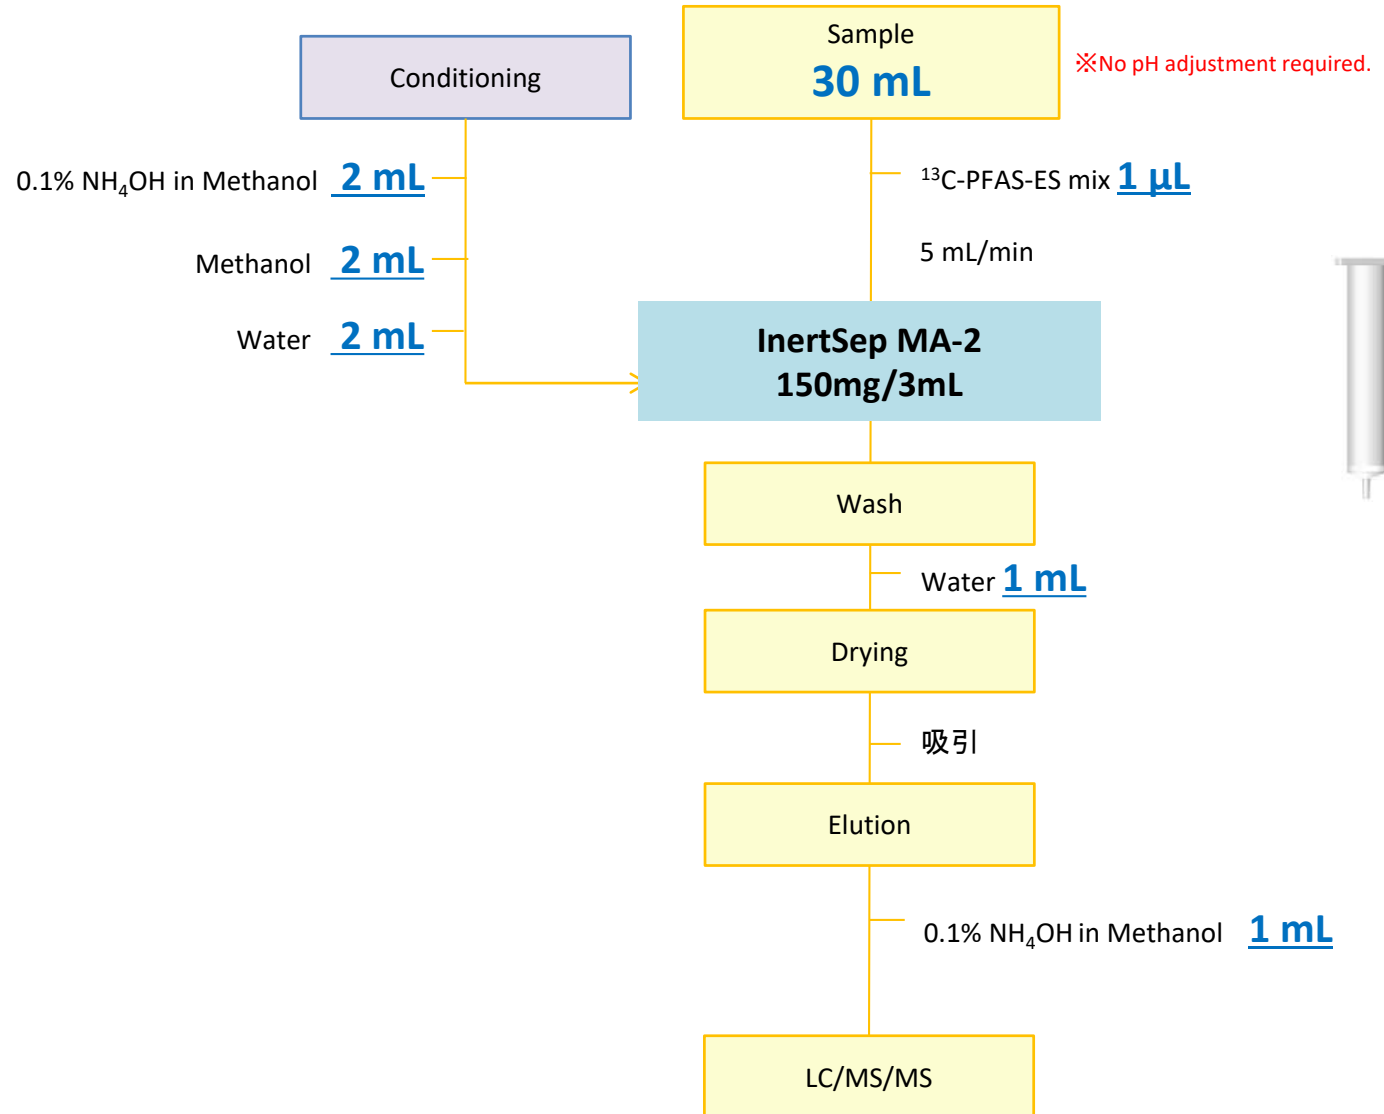 Conditioning
0.1% NH₄OH in Methanol 2 mL
Methanol 2 mL
Water 2 mL
Sample
30 mL
※No pH adjustment required.
¹³C-PFAS-ES mix 1 µL
5 mL/min
InertSep MA-2
150mg/3mL
Wash
Water 1 mL
Drying
吸引
Elution
0.1% NH₄OH in Methanol 1 mL
LC/MS/MS